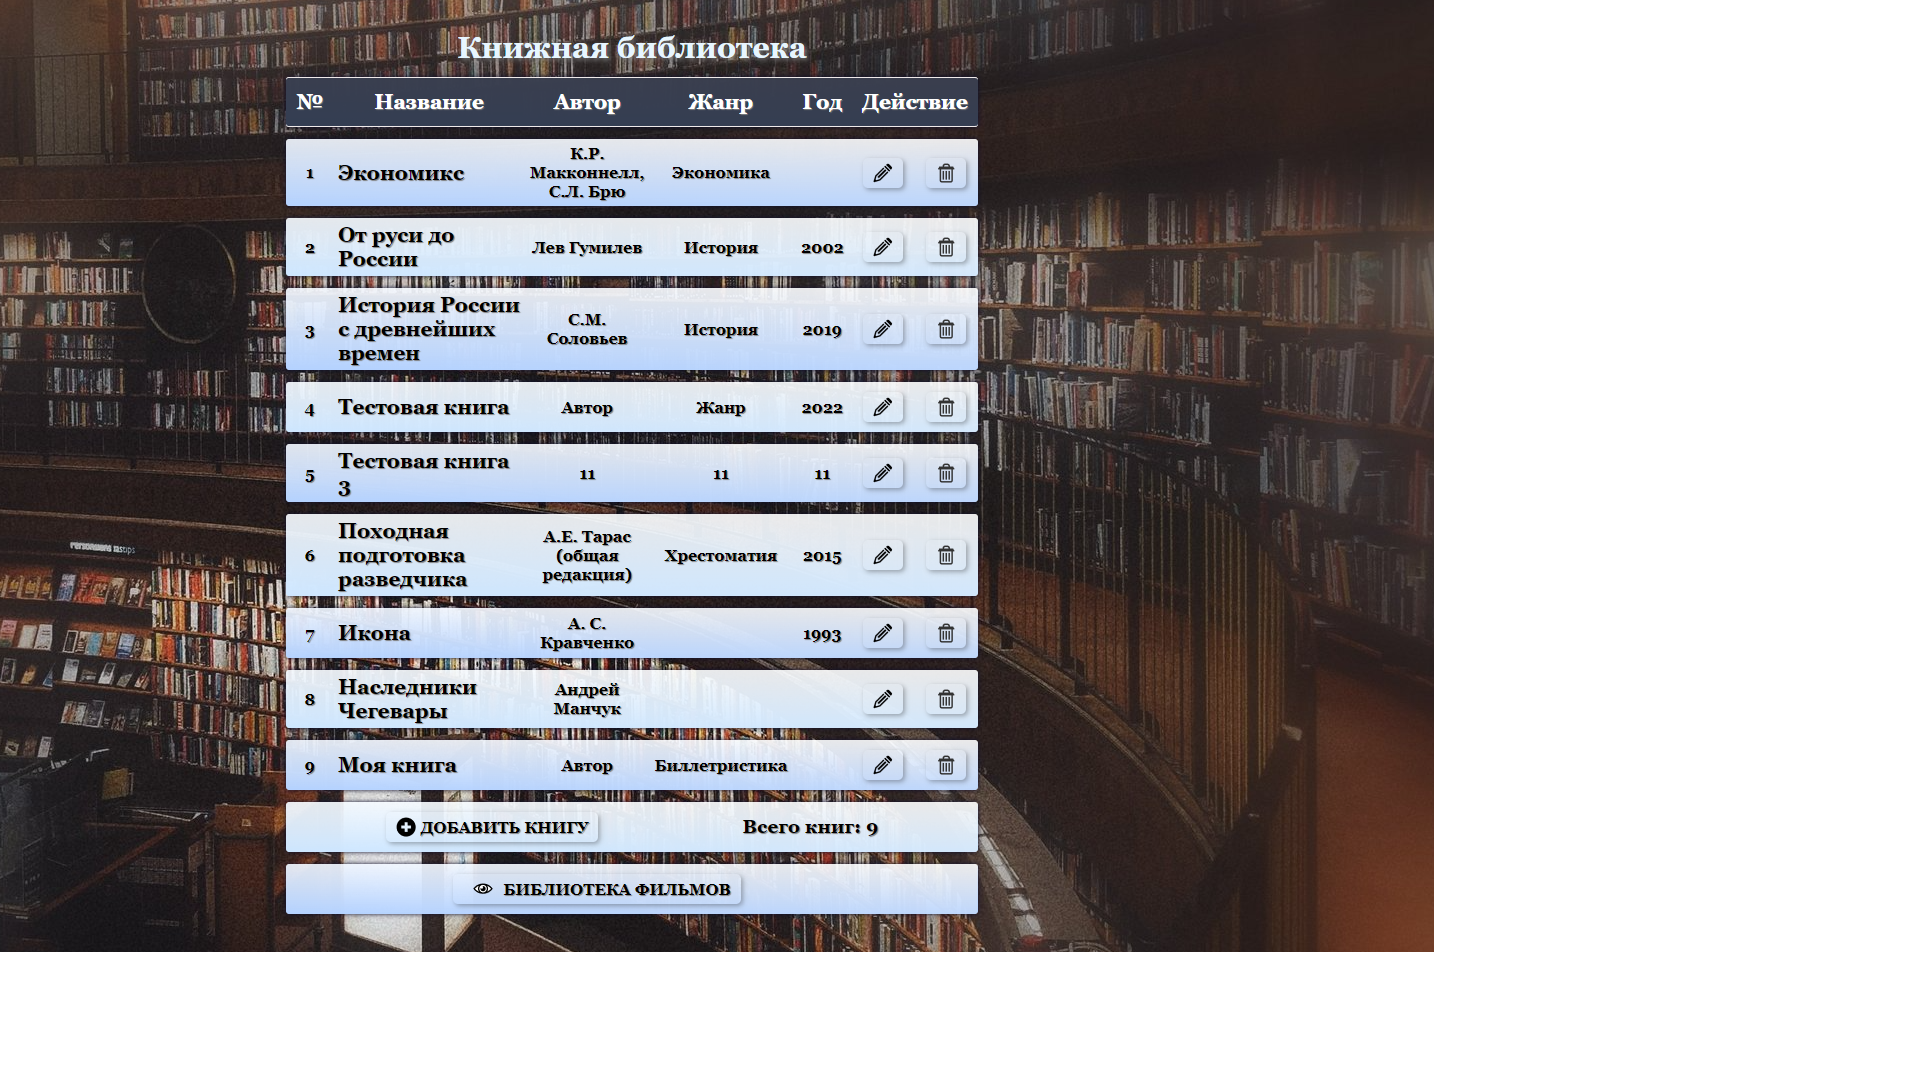 Книжная библиотека
№ Название Автор Жанр Год Действие
1 Экономикс К.Р. Макконнелл, С.Л. Брю Экономика
2 От руси до России Лев Гумилев История 2002
3 История России с древнейших времен С.М. Соловьев История 2019
4 Тестовая книга Автор Жанр 2022
5 Тестовая книга 3 11 11 11
6 Походная подготовка разведчика А.Е. Тарас (общая редакция) Хрестоматия 2015
7 Икона А. С. Кравченко 1993
8 Наследники Чегевары Андрей Манчук
9 Моя книга Автор Биллетристика
ДОБАВИТЬ КНИГУ Всего книг: 9
БИБЛИОТЕКА ФИЛЬМОВ